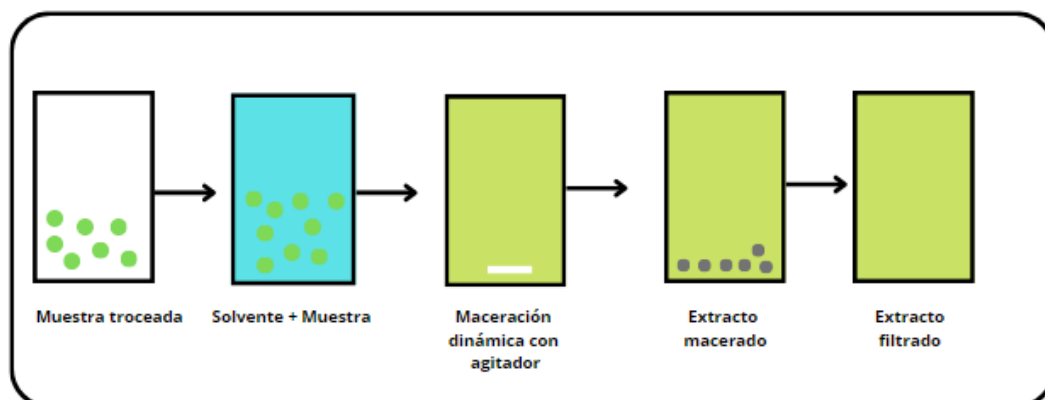 Muestra troceada
Solvente + Muestra
Maceración
dinámica con
agitador
Extracto
macerado
Extracto
filtrado